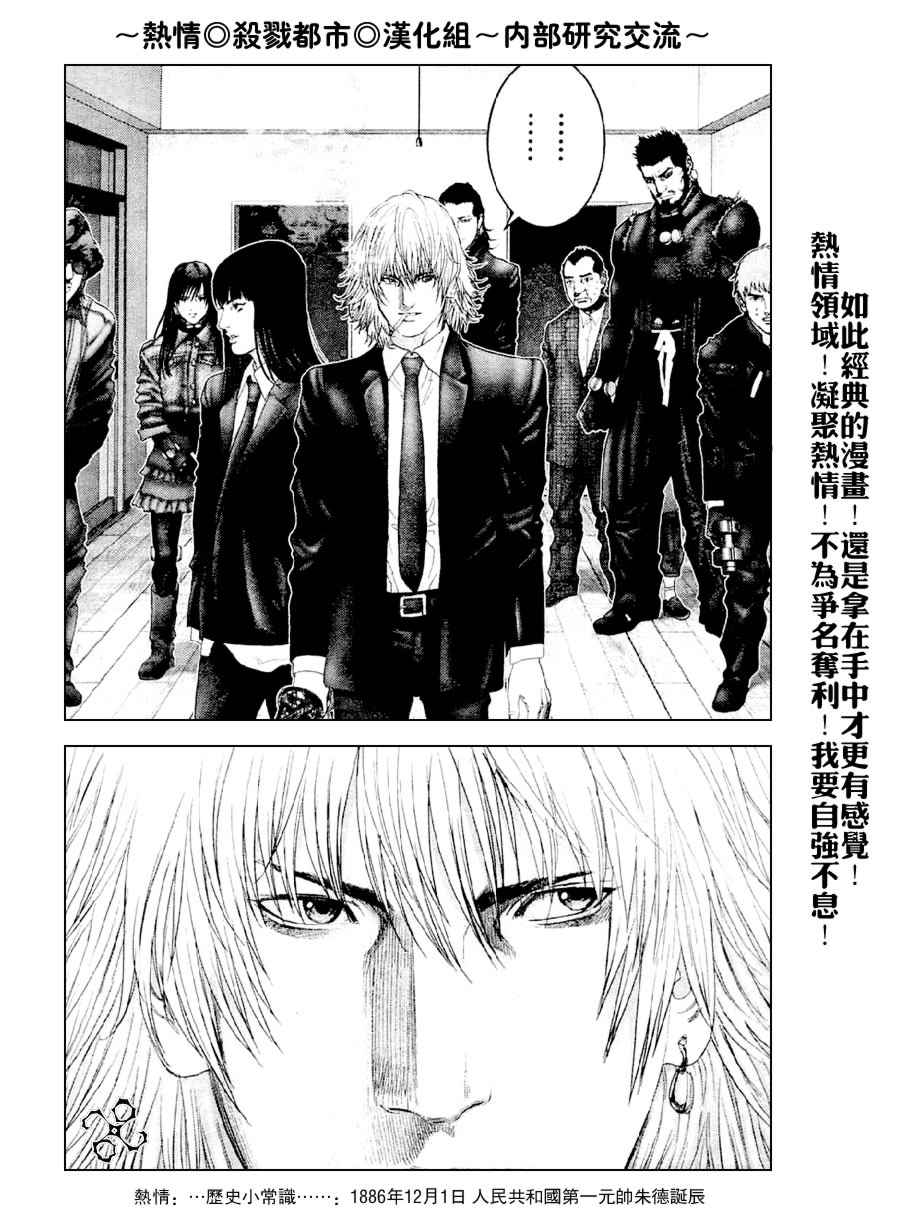 ～熱情◎殺戮都市◎漢化組～内部研究交流～
……
……
如此經典的漫畫！還是拿在手中才更有感覺！
熱情領域！凝聚熱情！不為爭名奪利！我要自強不息！
熱情：…歷史小常識……：1886年12月1日 人民共和國第一元帥朱德誕辰